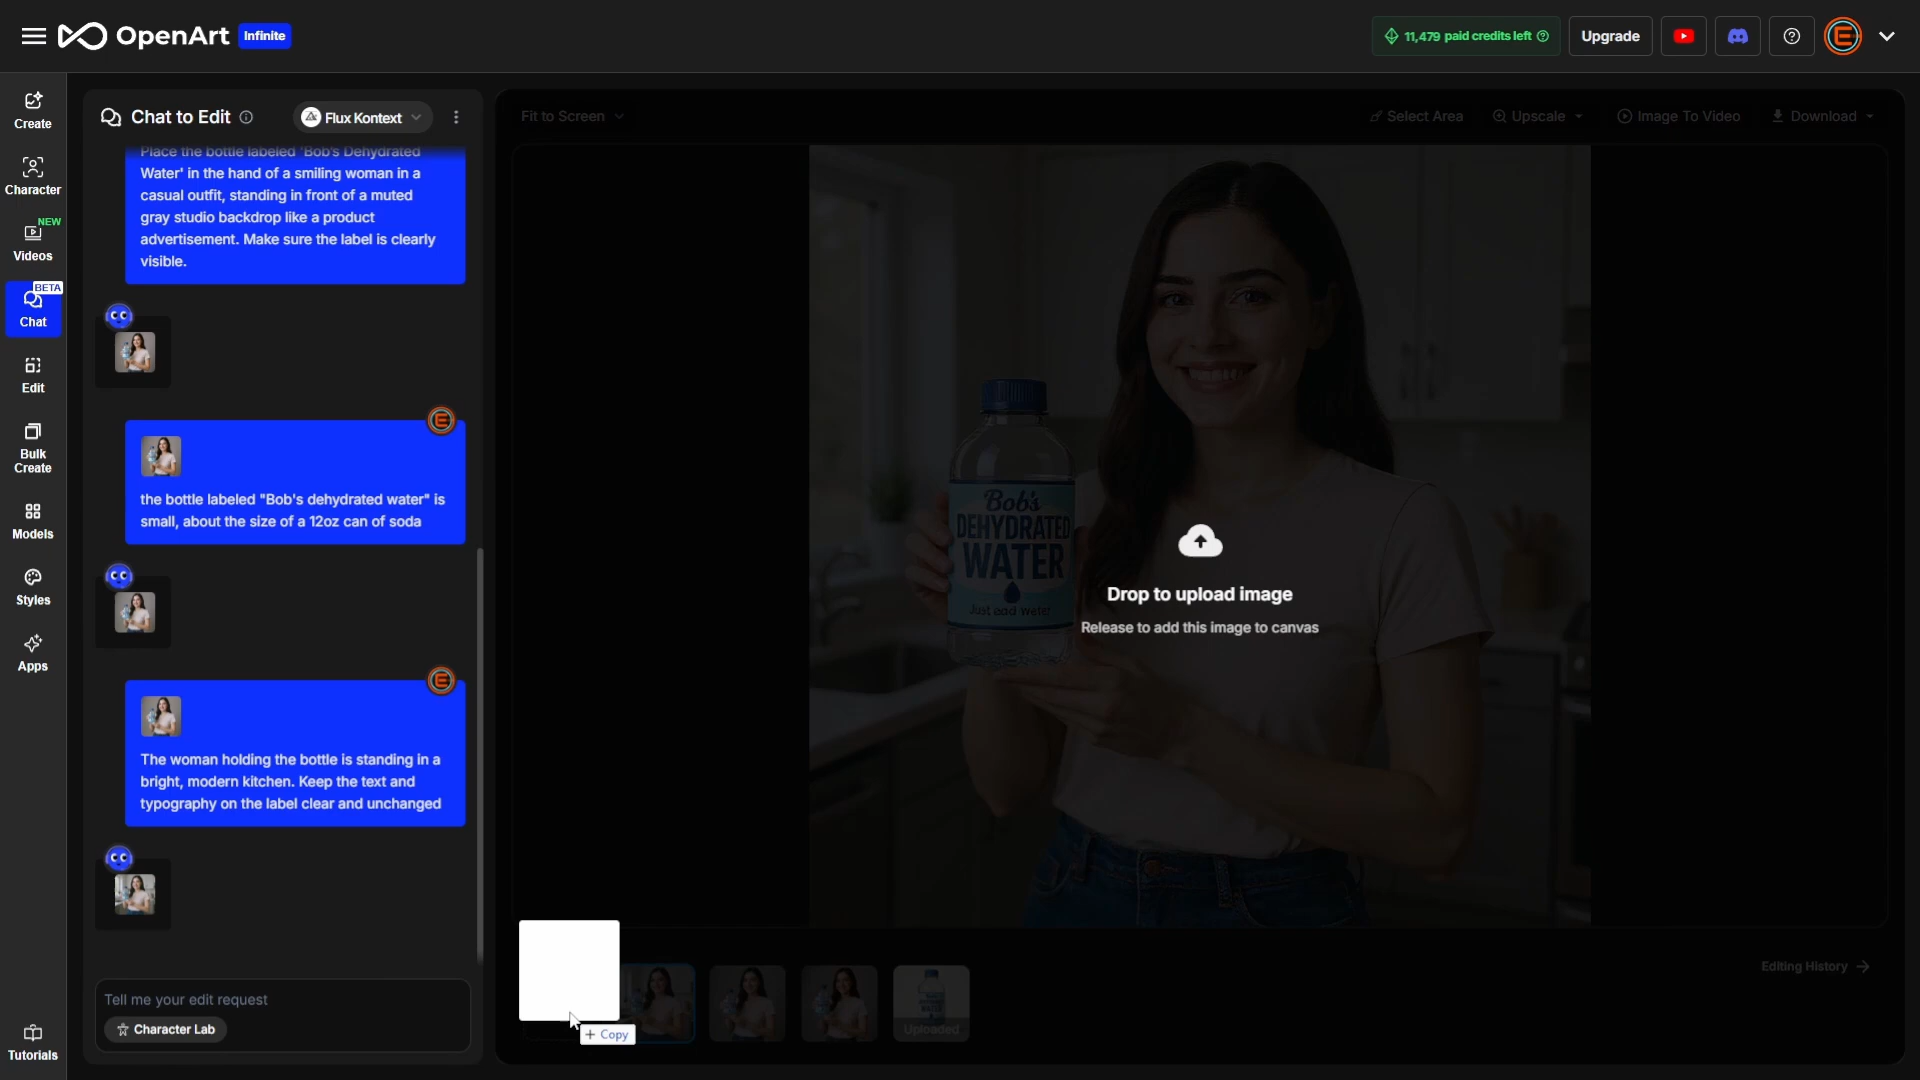 OpenArt Infinite
11,479 paid credits left
Upgrade
Create
Character
NEW
Videos
BETA
Chat
Edit
Bulk
Create
Models
Styles
Apps
Tutorials
Chat to Edit
Flux Kontext
Place the bottle labeled 'Bob's Dehydrated
Water' in the hand of a smiling woman in a
casual outfit, standing in front of a muted
gray studio backdrop like a product
advertisement. Make sure the label is clearly
visible.
the bottle labeled "Bob's dehydrated water" is
small, about the size of a 12oz can of soda
The woman holding the bottle is standing in a
bright, modern kitchen. Keep the text and
typography on the label clear and unchanged
Tell me your edit request
Character Lab
Fit to Screen
Select Area
Upscale
Image To Video
Download
Bob's
DEHYDRATED
WATER
Just add water
Drop to upload image
Release to add this image to canvas
Editing History
+ Copy
Uploaded